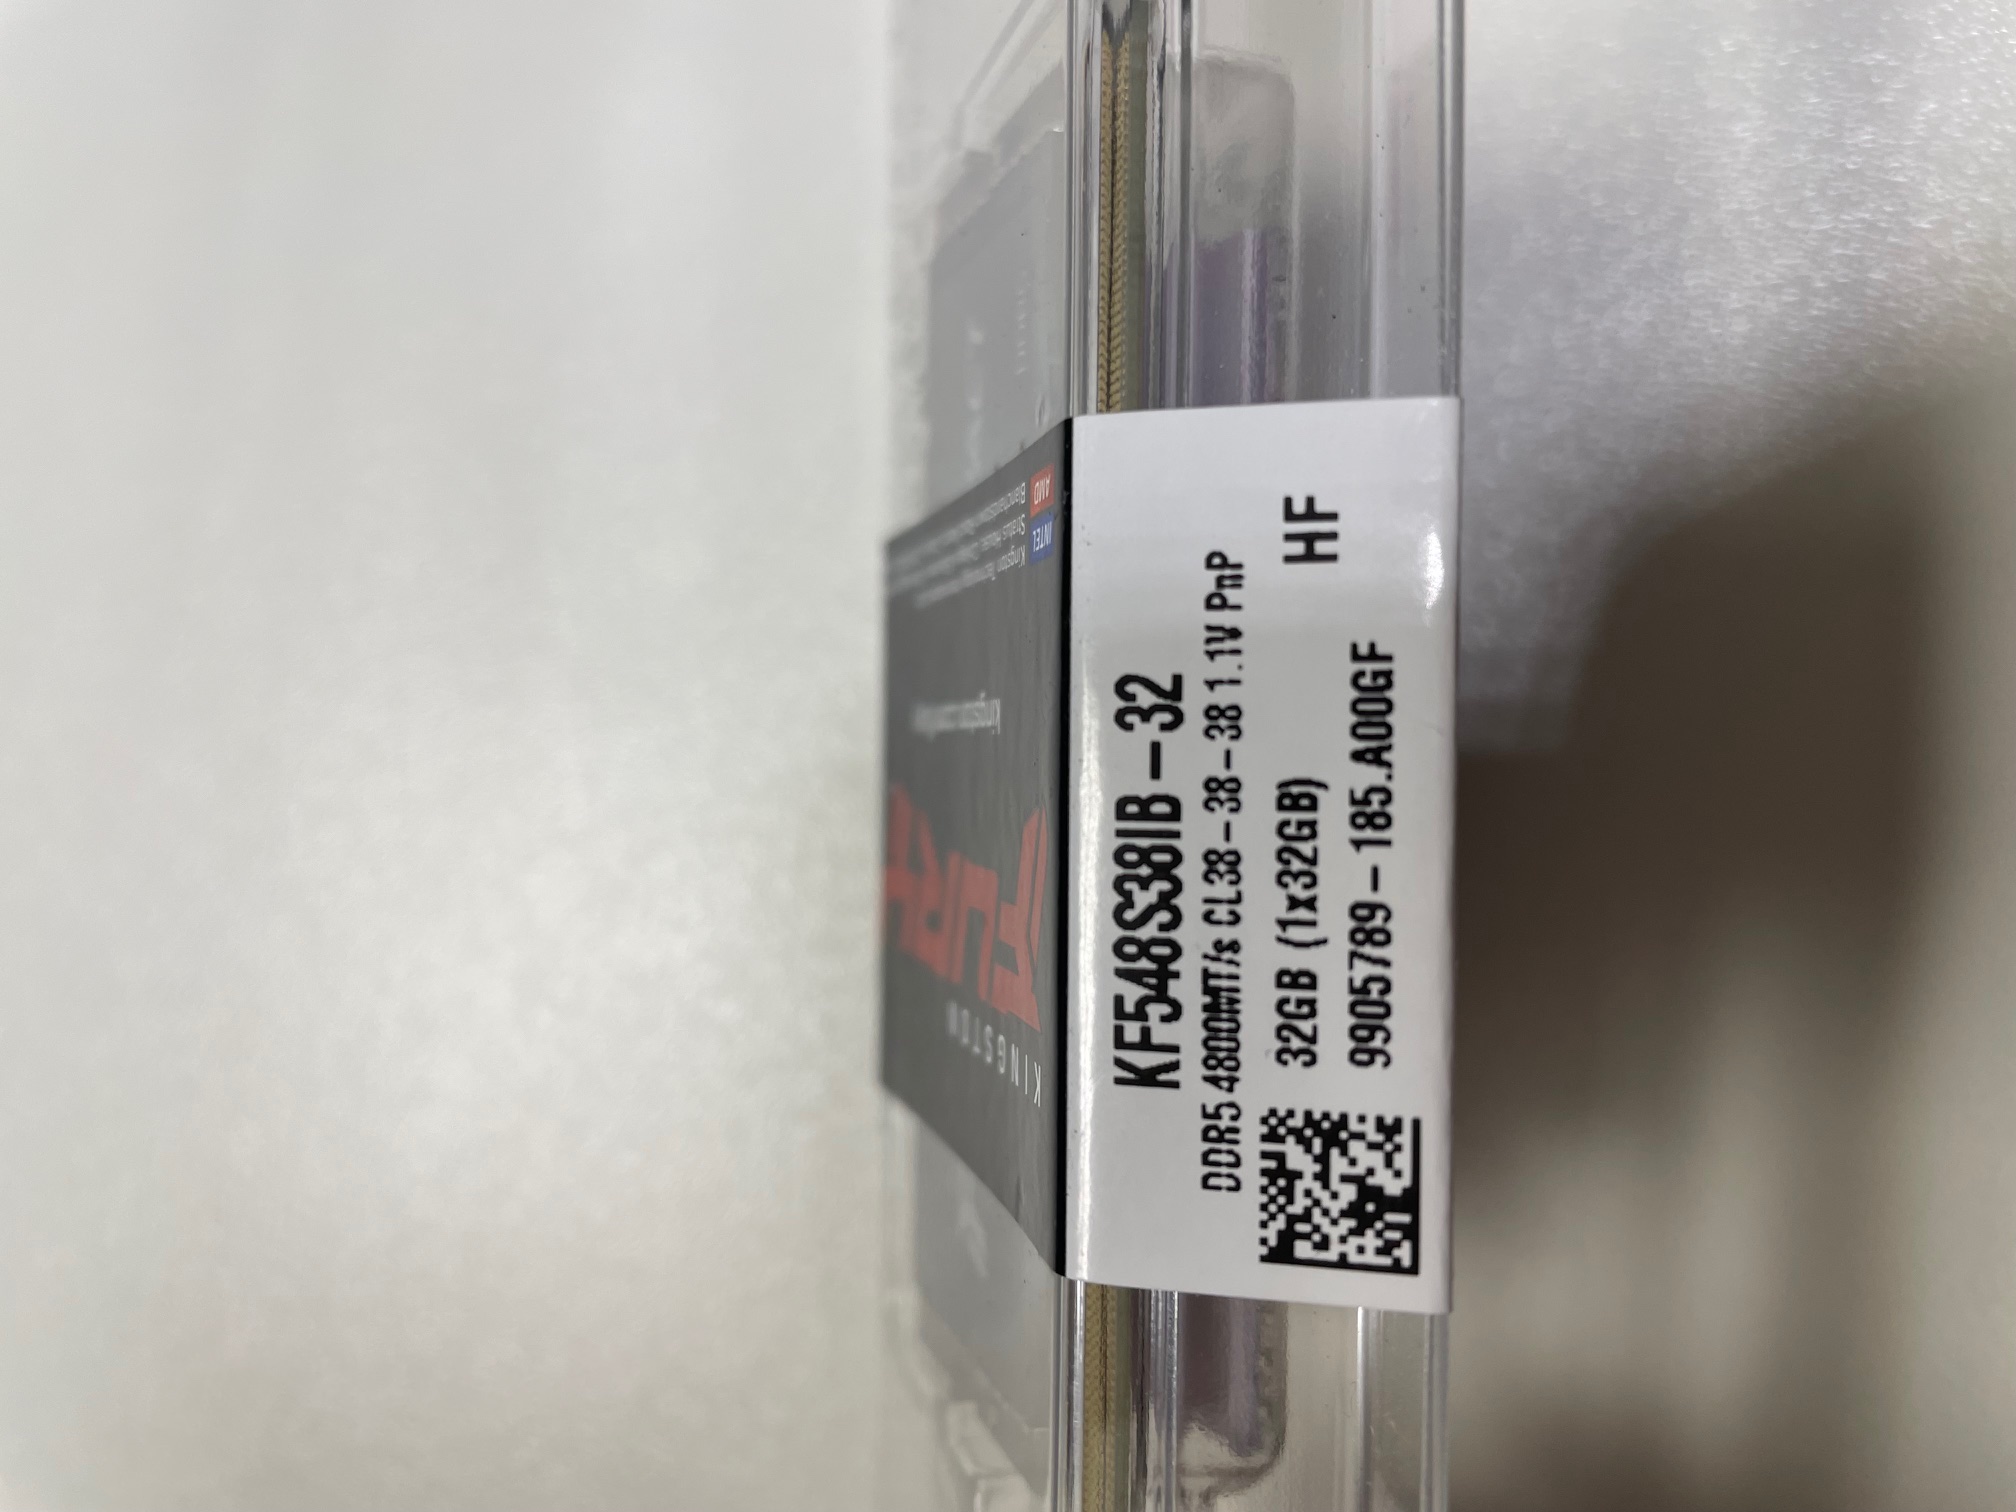 KF548S38IB-32
DDR5 4800MT/s CL38-38-38 1.1V PnP
32GB (1x32GB) HF
9905789-185.A00GF
KINGSTON
FURY
INTEL AMD
Kingston